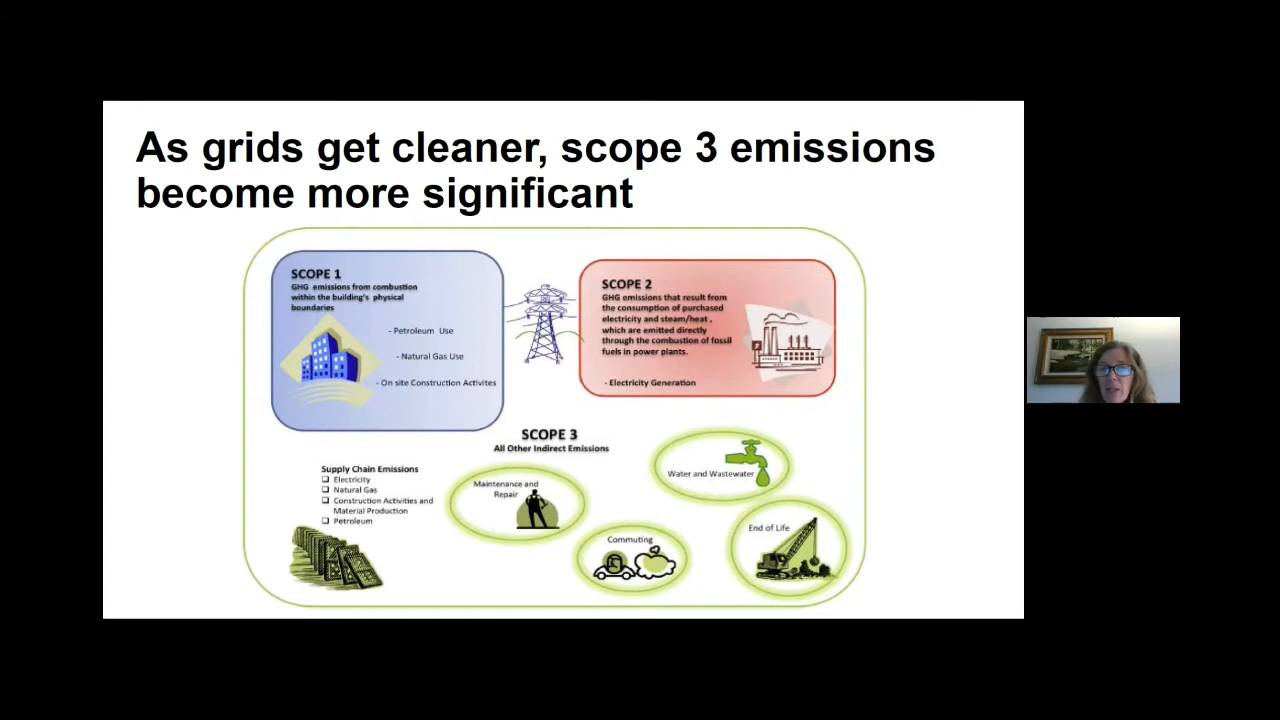 As grids get cleaner, scope 3 emissions
become more significant
SCOPE 1
GHG emissions from combustion
within the building's physical
boundaries
- Petroleum Use
- Natural Gas Use
- On site Construction Activites
SCOPE 2
GHG emissions that result from
the consumption of purchased
electricity and steam/heat ,
which are emitted directly
through the combustion of fossil
fuels in power plants.
- Electricity Generation
SCOPE 3
All Other Indirect Emissions
Supply Chain Emissions
Electricity
Natural Gas
Construction Activities and
Material Production
Petroleum
Maintenance and
Repair
Water and Wastewater
Commuting
End of Life